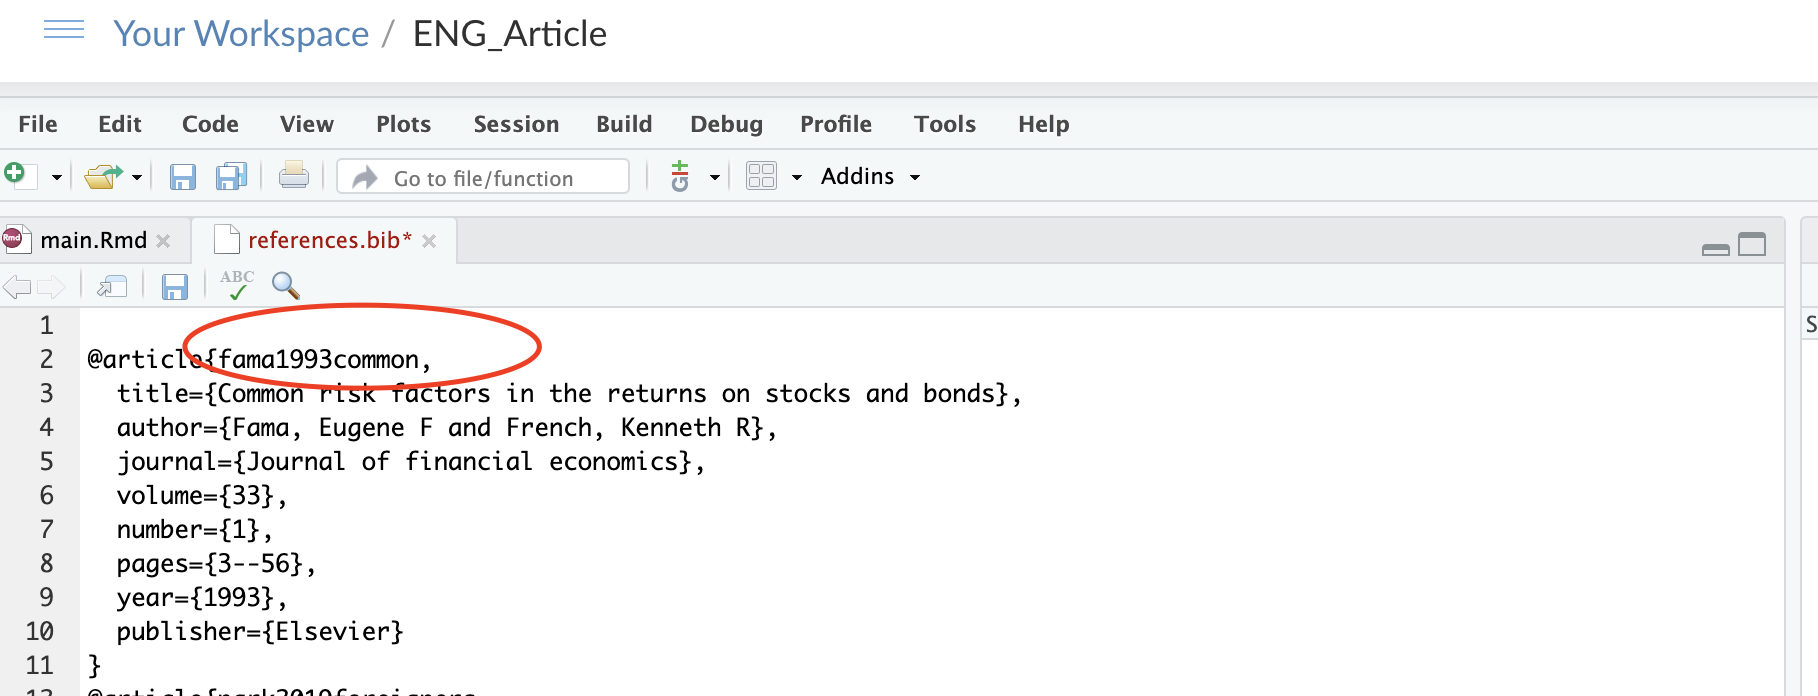 Your Workspace / ENG_Article
File Edit Code View Plots Session Build Debug Profile Tools Help
Go to file/function Addins
main.Rmd references.bib*
ABC
1
2 @article{fama1993common,
3 title={Common risk factors in the returns on stocks and bonds},
4 author={Fama, Eugene F and French, Kenneth R},
5 journal={Journal of financial economics},
6 volume={33},
7 number={1},
8 pages={3--56},
9 year={1993},
10 publisher={Elsevier}
11 }